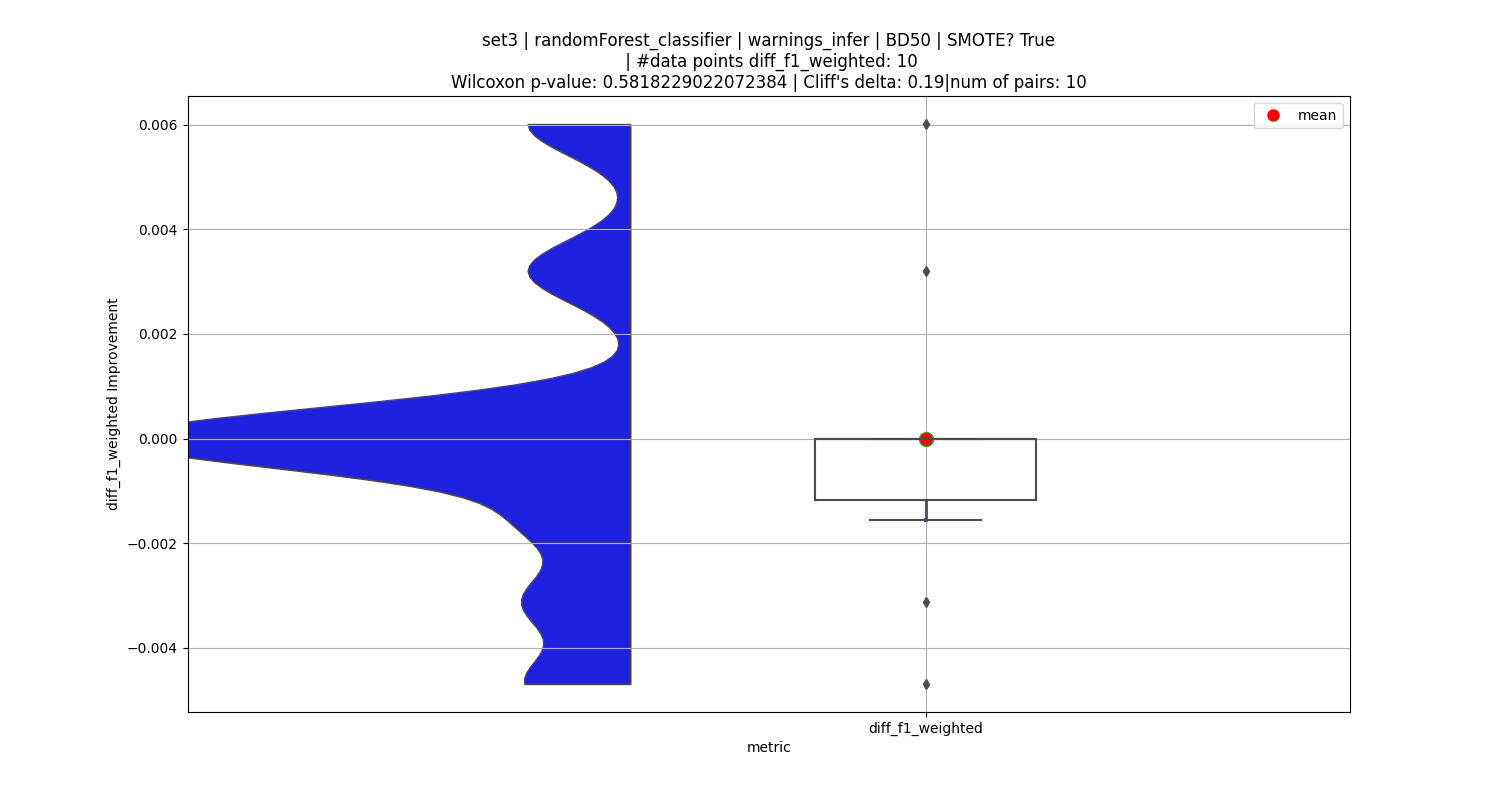 set3 | randomForest_classifier | warnings_infer | BD50 | SMOTE? True
| #data points diff_f1_weighted: 10
Wilcoxon p-value: 0.5818229022072384 | Cliff's delta: 0.19|num of pairs: 10
mean
0.006
0.004
0.002
0.000
−0.002
−0.004
diff_f1_weighted Improvement
diff_f1_weighted
metric